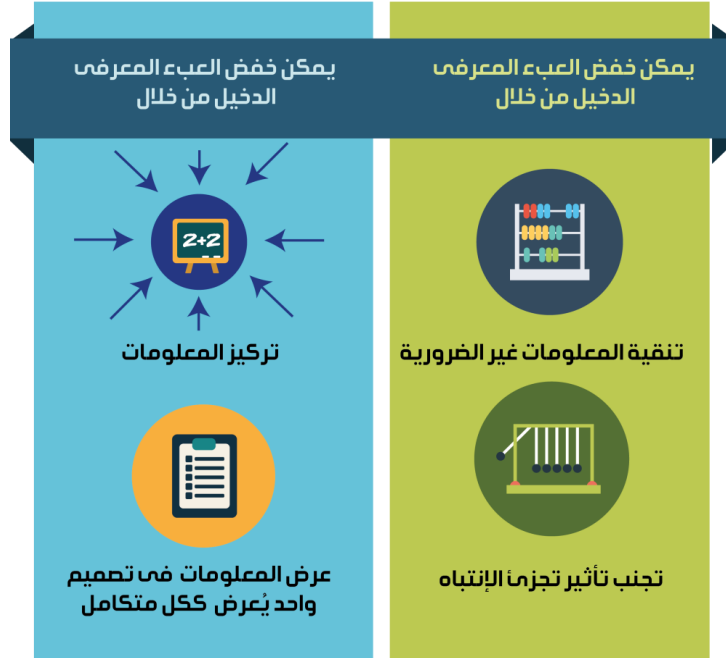 يمكن خفض العبء المعرفى
الدخيل من خلال
تنقية المعلومات غير الضرورية
تجنب تأثير تجزئ الإنتباه
يمكن خفض العبء المعرفى
الدخيل من خلال
2+2
تركيز المعلومات
عرض المعلومات فى تصميم
واحد يُعرض ككل متكامل